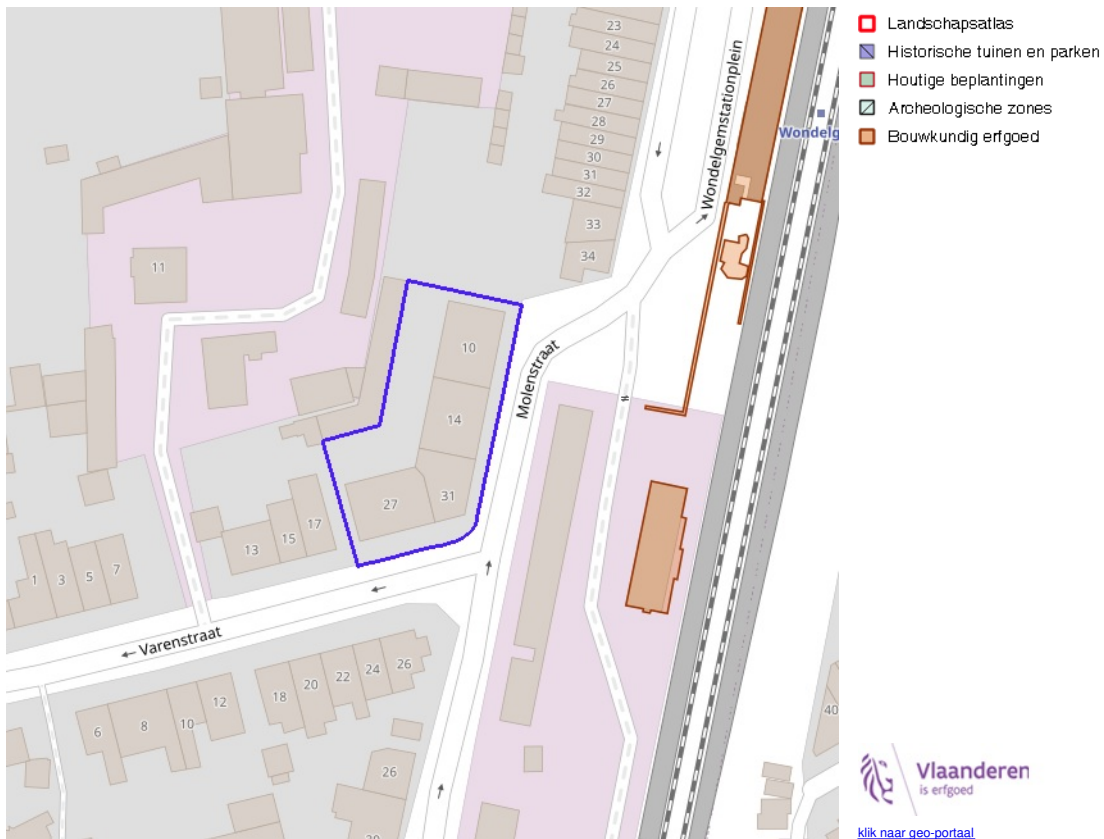 Landschapsatlas
Historische tuinen en parken
Houtige beplantingen
Archeologische zones
Bouwkundig erfgoed
23
24
25
26
27
28
29
30
31
32
33
34
Wondelgemstationplein
Wondelg
11
10
Molenstraat
14
27
31
17
15
13
1
3
5
7
Varenstraat
26
24
22
20
18
12
10
8
6
26
40
Vlaanderen
is erfgoed
klik naar geo-portaal